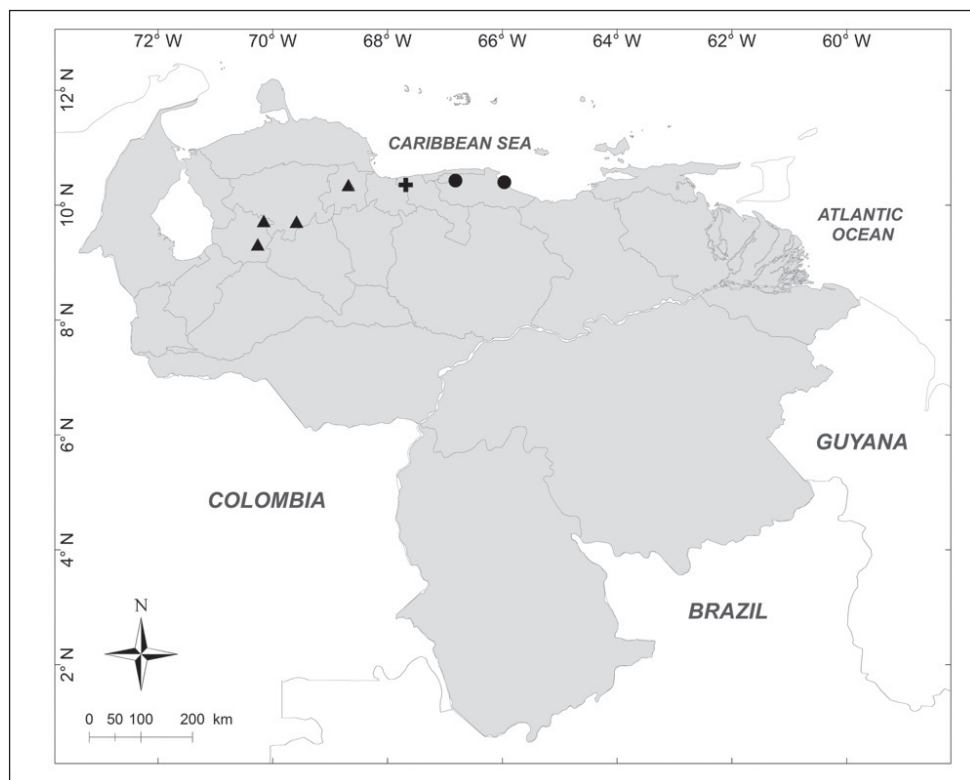 72° W 70° W 68° W 66° W 64° W 62° W 60° W
12° N
CARIBBEAN SEA
10° N
ATLANTIC
OCEAN
8° N
6° N
GUYANA
COLOMBIA
4° N
BRAZIL
N
2° N
0 50 100 200 km